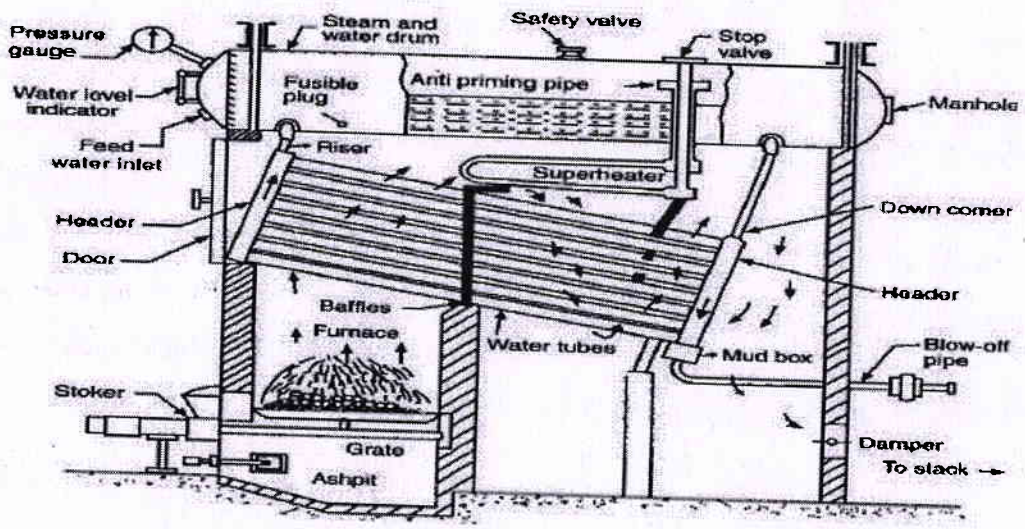 Pressure
gauge
Steam and
water drum
Safety valve
Stop
valve
Water level
indicator
Fusible
plug
Anti priming pipe
Manhole
Feed
water inlet
Riser
Superheater
Header
Down comer
Door
Header
Baffles
Furnace
Water tubes
Mud box
Blow-off
pipe
Stoker
Grate
Damper
To stack
Ashpit